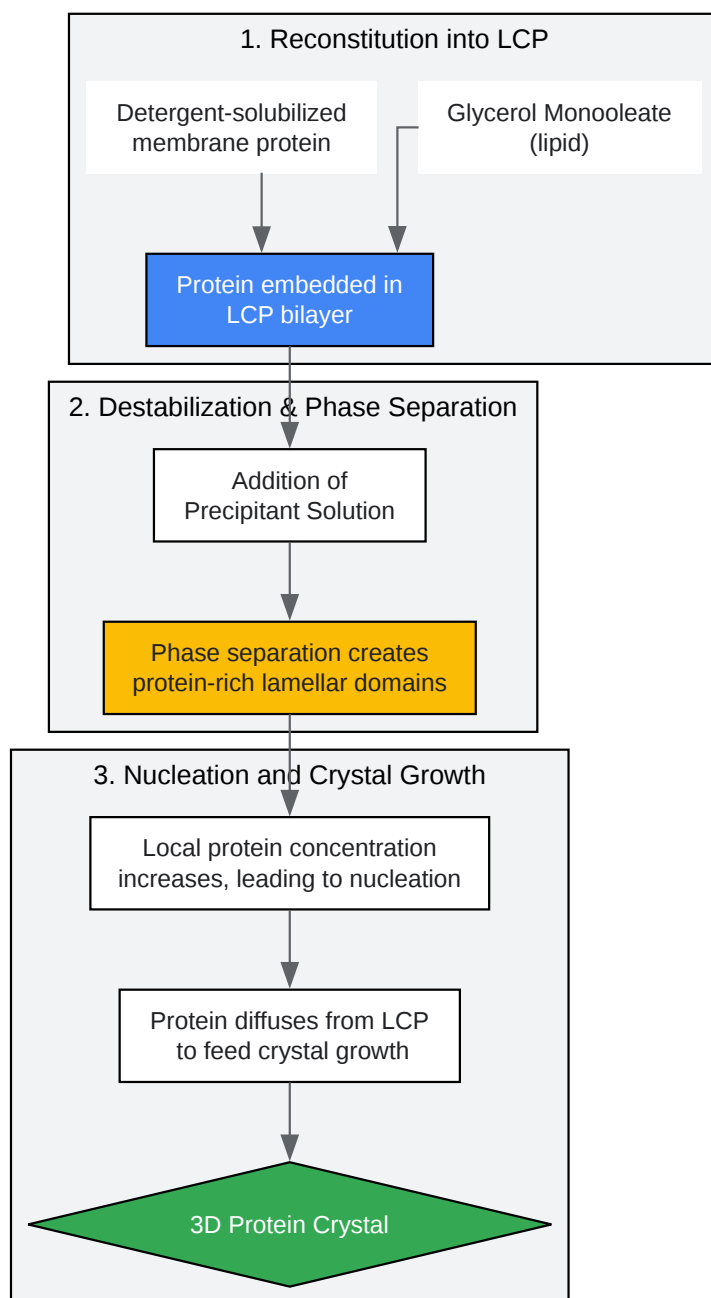 1. Reconstitution into LCP
Detergent-solubilized
membrane protein
Glycerol Monooleate
(lipid)
Protein embedded in
LCP bilayer
2. Destabilization & Phase Separation
Addition of
Precipitant Solution
Phase separation creates
protein-rich lamellar domains
3. Nucleation and Crystal Growth
Local protein concentration
increases, leading to nucleation
Protein diffuses from LCP
to feed crystal growth
3D Protein Crystal